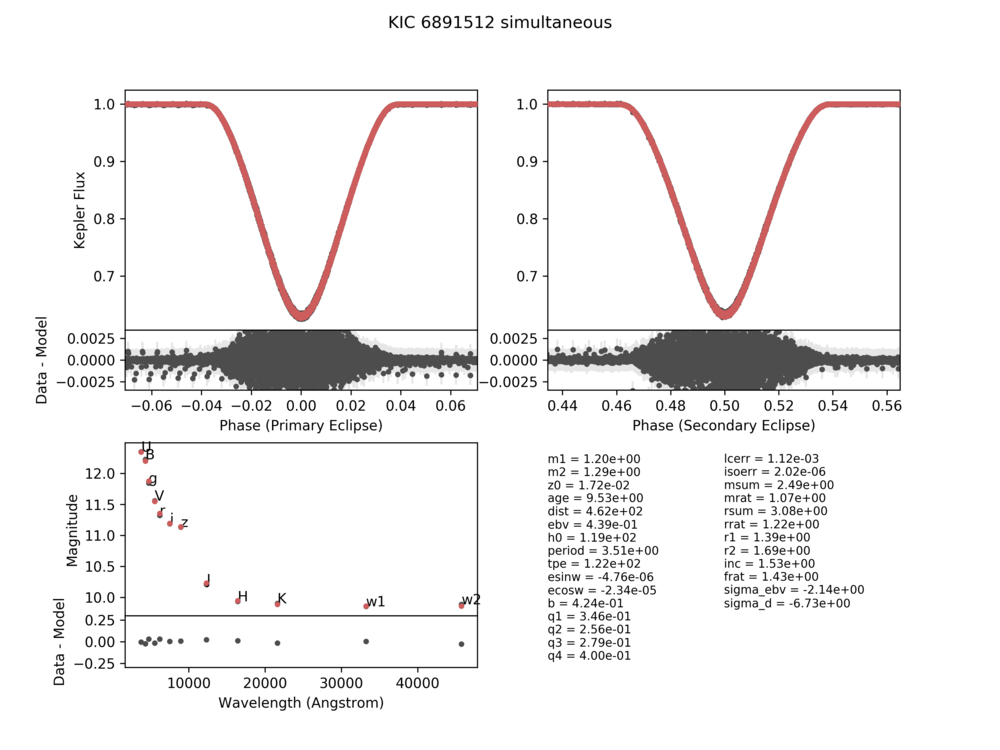 KIC 6891512 simultaneous
Kepler Flux
1.0
0.9
0.8
0.7
1.0
0.9
0.8
0.7
Data - Model
0.0025
0.0000
−0.0025
0.0025
0.0000
−0.0025
−0.06 −0.04 −0.02 0.00 0.02 0.04 0.06
Phase (Primary Eclipse)
0.44 0.46 0.48 0.50 0.52 0.54 0.56
Phase (Secondary Eclipse)
Magnitude
12.0
11.5
11.0
10.5
10.0
U
B
g
V
r
i
z
J
H
K
w1
w2
Data - Model
0.25
0.00
−0.25
10000 20000 30000 40000
Wavelength (Angstrom)
m1 = 1.20e+00
m2 = 1.29e+00
z0 = 1.72e-02
age = 9.53e+00
dist = 4.62e+02
ebv = 4.39e-01
h0 = 1.19e+02
period = 3.51e+00
tpe = 1.22e+02
esinw = -4.76e-06
ecosw = -2.34e-05
b = 4.24e-01
q1 = 3.46e-01
q2 = 2.56e-01
q3 = 2.79e-01
q4 = 4.00e-01
lcerr = 1.12e-03
isoerr = 2.02e-06
msum = 2.49e+00
mrat = 1.07e+00
rsum = 3.08e+00
rrat = 1.22e+00
r1 = 1.39e+00
r2 = 1.69e+00
inc = 1.53e+00
frat = 1.43e+00
sigma_ebv = -2.14e+00
sigma_d = -6.73e+00